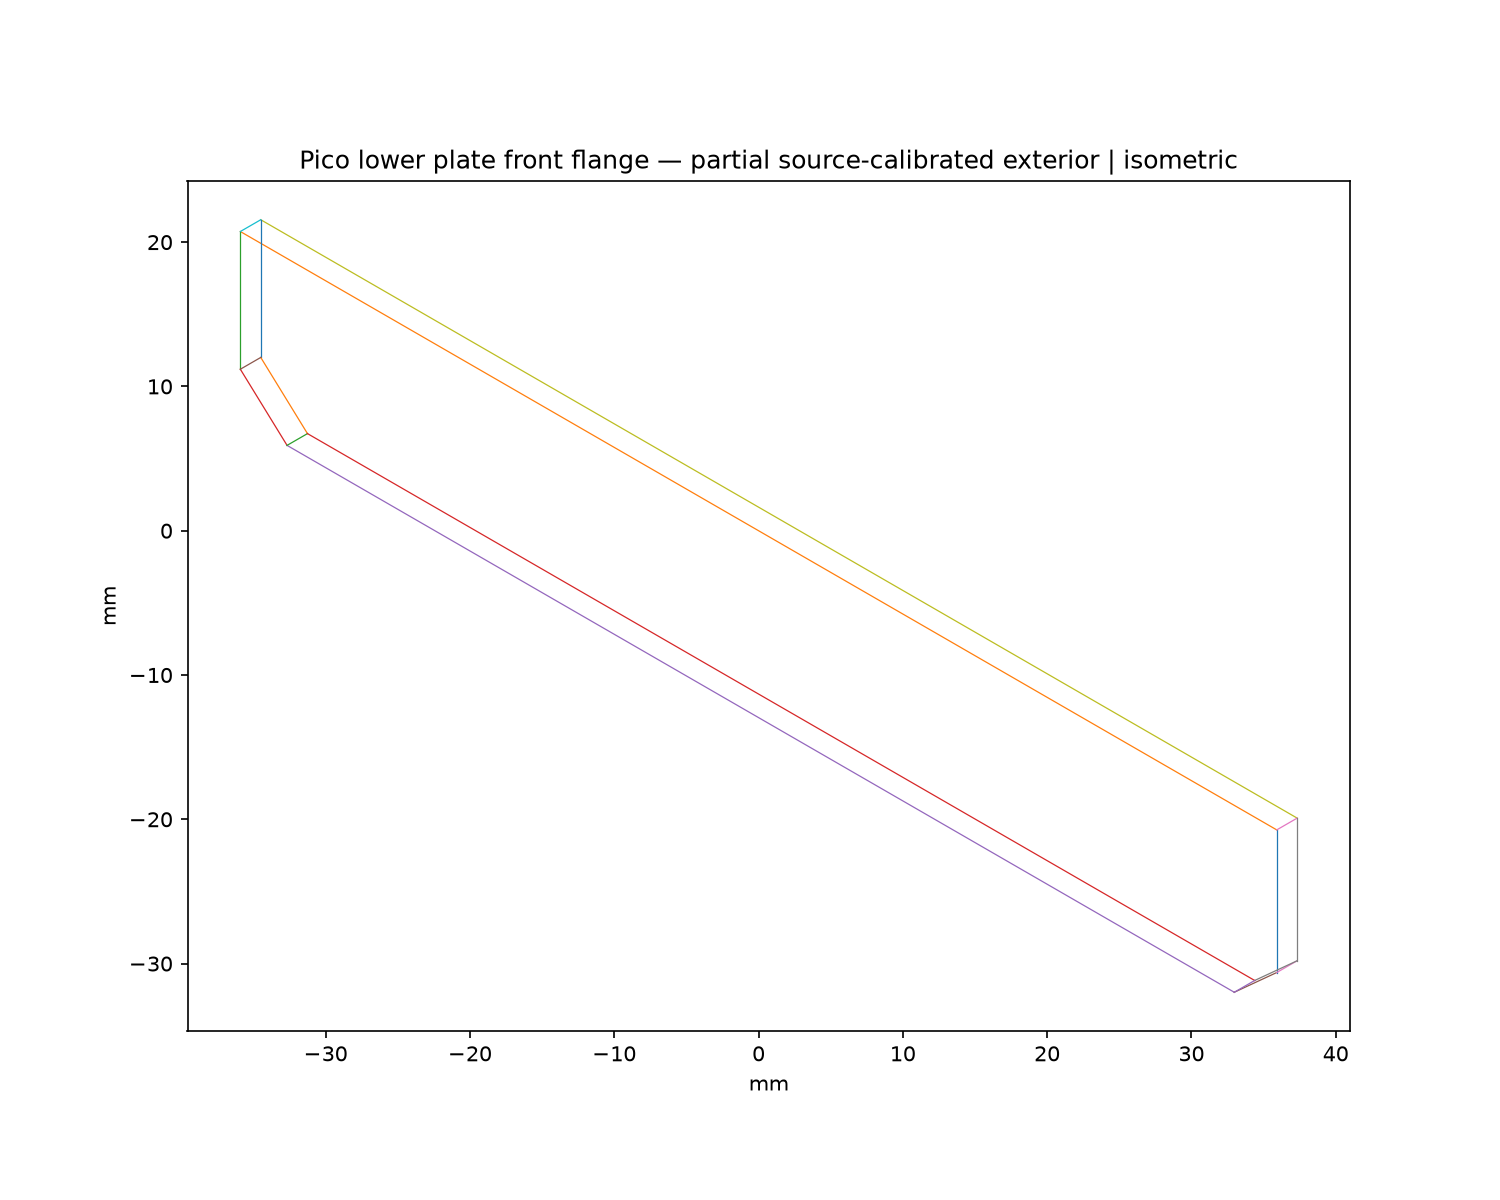 Pico lower plate front flange — partial source-calibrated exterior | isometric
20
10
0
−10
−20
−30
mm
−30 −20 −10 0 10 20 30 40
mm